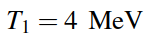 T₁ = 4 MeV